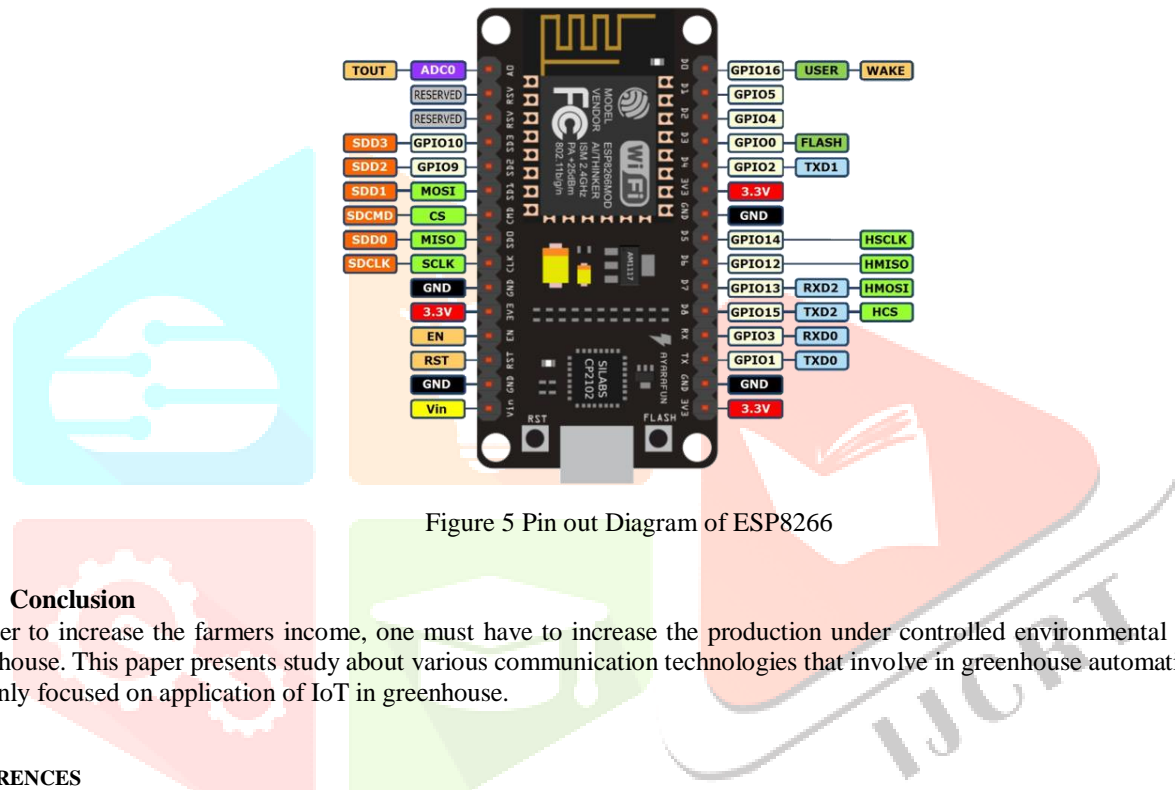 TOUT ADC0 A0 D0 GPIO16 USER WAKE
RESERVED RSV D1 GPIO5
RESERVED RSV D2 GPIO4
SDD3 GPIO10 SD3 D3 GPIO0 FLASH
SDD2 GPIO9 D4 GPIO2 TXD1
SDD1 MOSI SD1 3V3 3.3V
SDCMD CS CMD GND GND
SDD0 MISO SD0 D5 GPIO14 HSCLK
SDCLK SCLK CLK D6 GPIO12 HMISO
GND GND D7 GPIO13 RXD2 HMOSI
3.3V 3V3 D8 GPIO15 TXD2 HCS
EN EN RX GPIO3 RXD0
RST RST TX GPIO1 TXD0
GND GND GND GND
Vin Vin 3V3 3.3V
MODEL ESP8266MOD
VENDOR AI/THINKER
ISM 2.4GHz
PA +25dBm
802.11b/g/n
FC
Wi Fi
AM1117
SILABS
CP2102
AYARAFUN
RST FLASH
Figure 5 Pin out Diagram of ESP8266
Conclusion
er to increase the farmers income, one must have to increase the production under controlled environmental
house. This paper presents study about various communication technologies that involve in greenhouse automati
nly focused on application of IoT in greenhouse.
RENCES
IJCRT